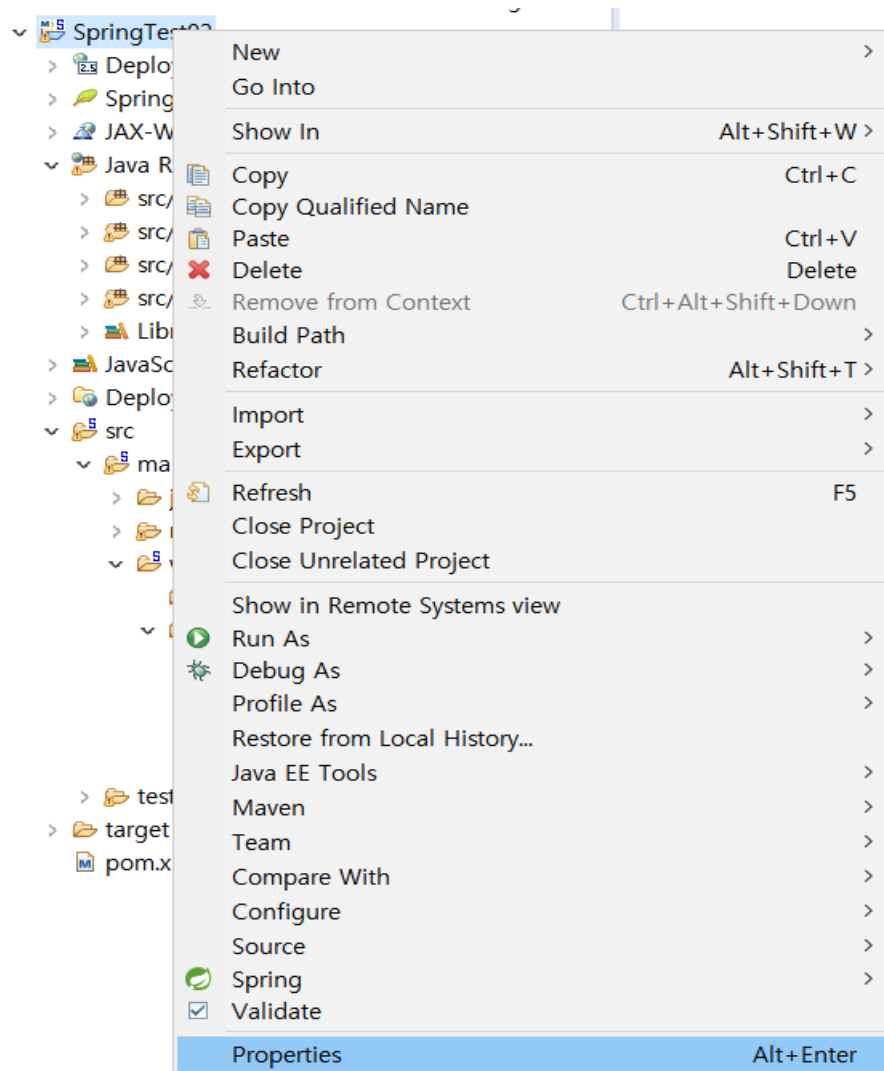 SpringTest02
Deplo
Spring
JAX-W
Java R
src/
src/
src/
src/
Libr
JavaSc
Deplo
src
ma
test
target
pom.x
New
Go Into
Show In Alt+Shift+W
Copy Ctrl+C
Copy Qualified Name
Paste Ctrl+V
Delete Delete
Remove from Context Ctrl+Alt+Shift+Down
Build Path
Refactor Alt+Shift+T
Import
Export
Refresh F5
Close Project
Close Unrelated Project
Show in Remote Systems view
Run As
Debug As
Profile As
Restore from Local History...
Java EE Tools
Maven
Team
Compare With
Configure
Source
Spring
Validate
Properties Alt+Enter